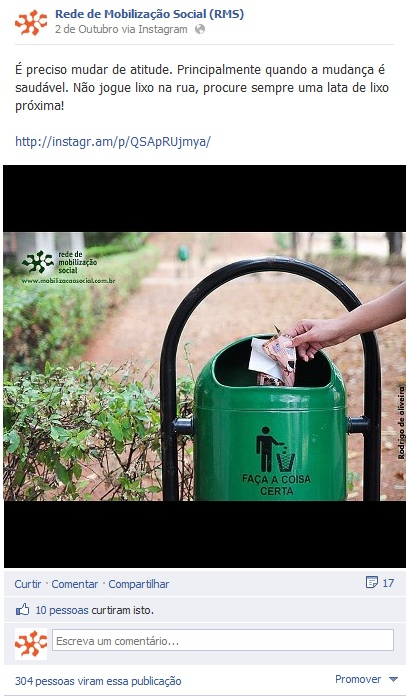 Rede de Mobilização Social (RMS)
2 de Outubro via Instagram
É preciso mudar de atitude. Principalmente quando a mudança é
saudável. Não jogue lixo na rua, procure sempre uma lata de lixo
próxima!
http://instagr.am/p/QSApRUjmya/
rede de
mobilização
social
www.mobilizacaosocial.com.br
FAÇA A COISA
CERTA
Rodrigo de oliveira
Curtir · Comentar · Compartilhar
17
10 pessoas curtiram isto.
Escreva um comentário...
304 pessoas viram essa publicação
Promover